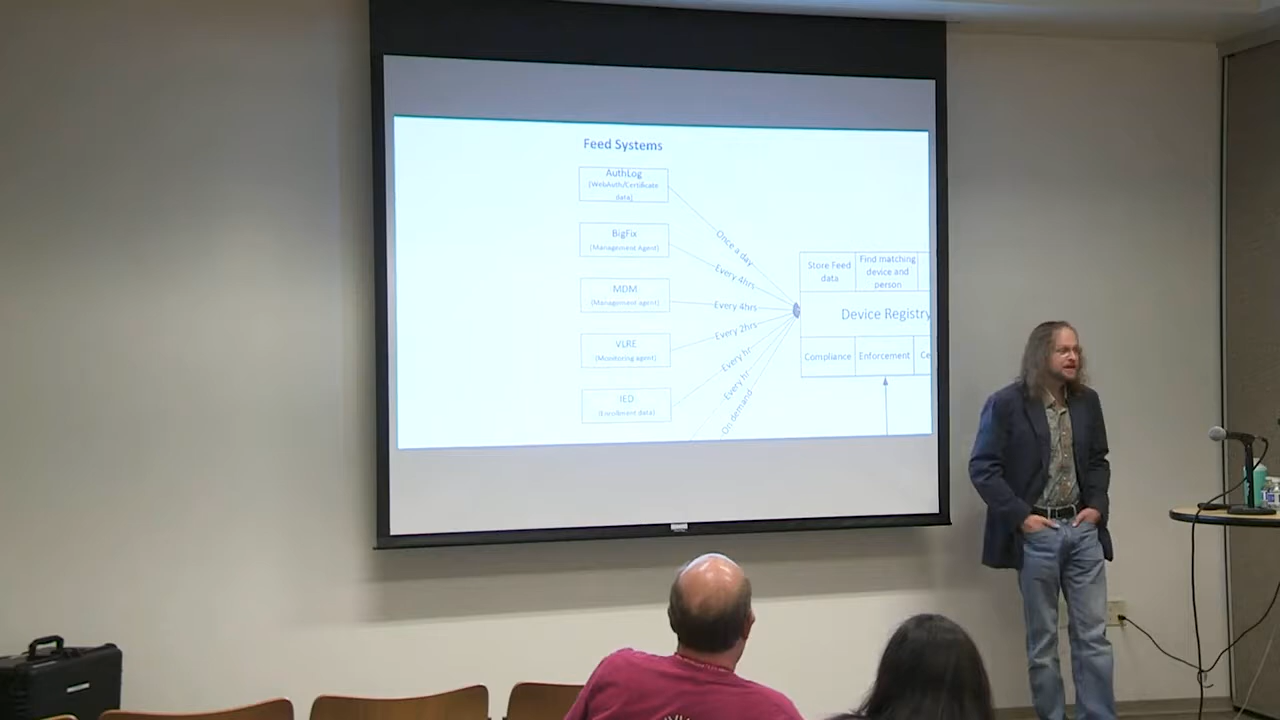 Feed Systems
AuthLog
(WebAuth/Certificate
data)
BigFix
(Management Agent)
MDM
(Management agent)
VLRE
(Monitoring agent)
IED
(Enrollment data)
Once a day
Every 4hrs
Every 4hrs
Every 2hrs
Every hr
Every hr
On demand
Store Feed
data
Find matching
device and
person
Device Registry
Compliance
Enforcement
Ce